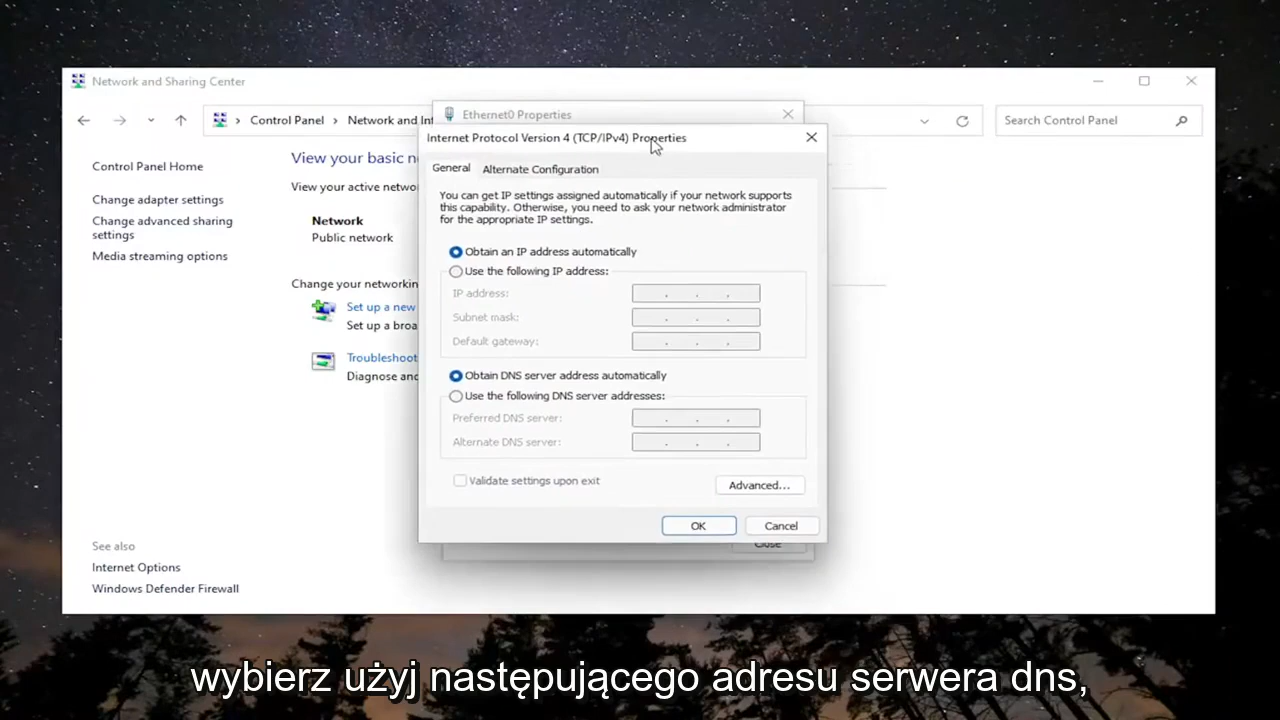 Network and Sharing Center
Control Panel
Network and Int
Search Control Panel
Control Panel Home
Change adapter settings
Change advanced sharing
settings
Media streaming options
See also
Internet Options
Windows Defender Firewall
View your basic n
View your active netwo
Network
Public network
Change your networkin
Set up a new
Set up a broa
Troubleshoot
Diagnose and
Ethernet0 Properties
Internet Protocol Version 4 (TCP/IPv4) Properties
General
Alternate Configuration
You can get IP settings assigned automatically if your network supports
this capability. Otherwise, you need to ask your network administrator
for the appropriate IP settings.
Obtain an IP address automatically
Use the following IP address:
IP address:
Subnet mask:
Default gateway:
Obtain DNS server address automatically
Use the following DNS server addresses:
Preferred DNS server:
Alternate DNS server:
Validate settings upon exit
Advanced...
OK
Cancel
Close
wybierz użyj następującego adresu serwera dns,